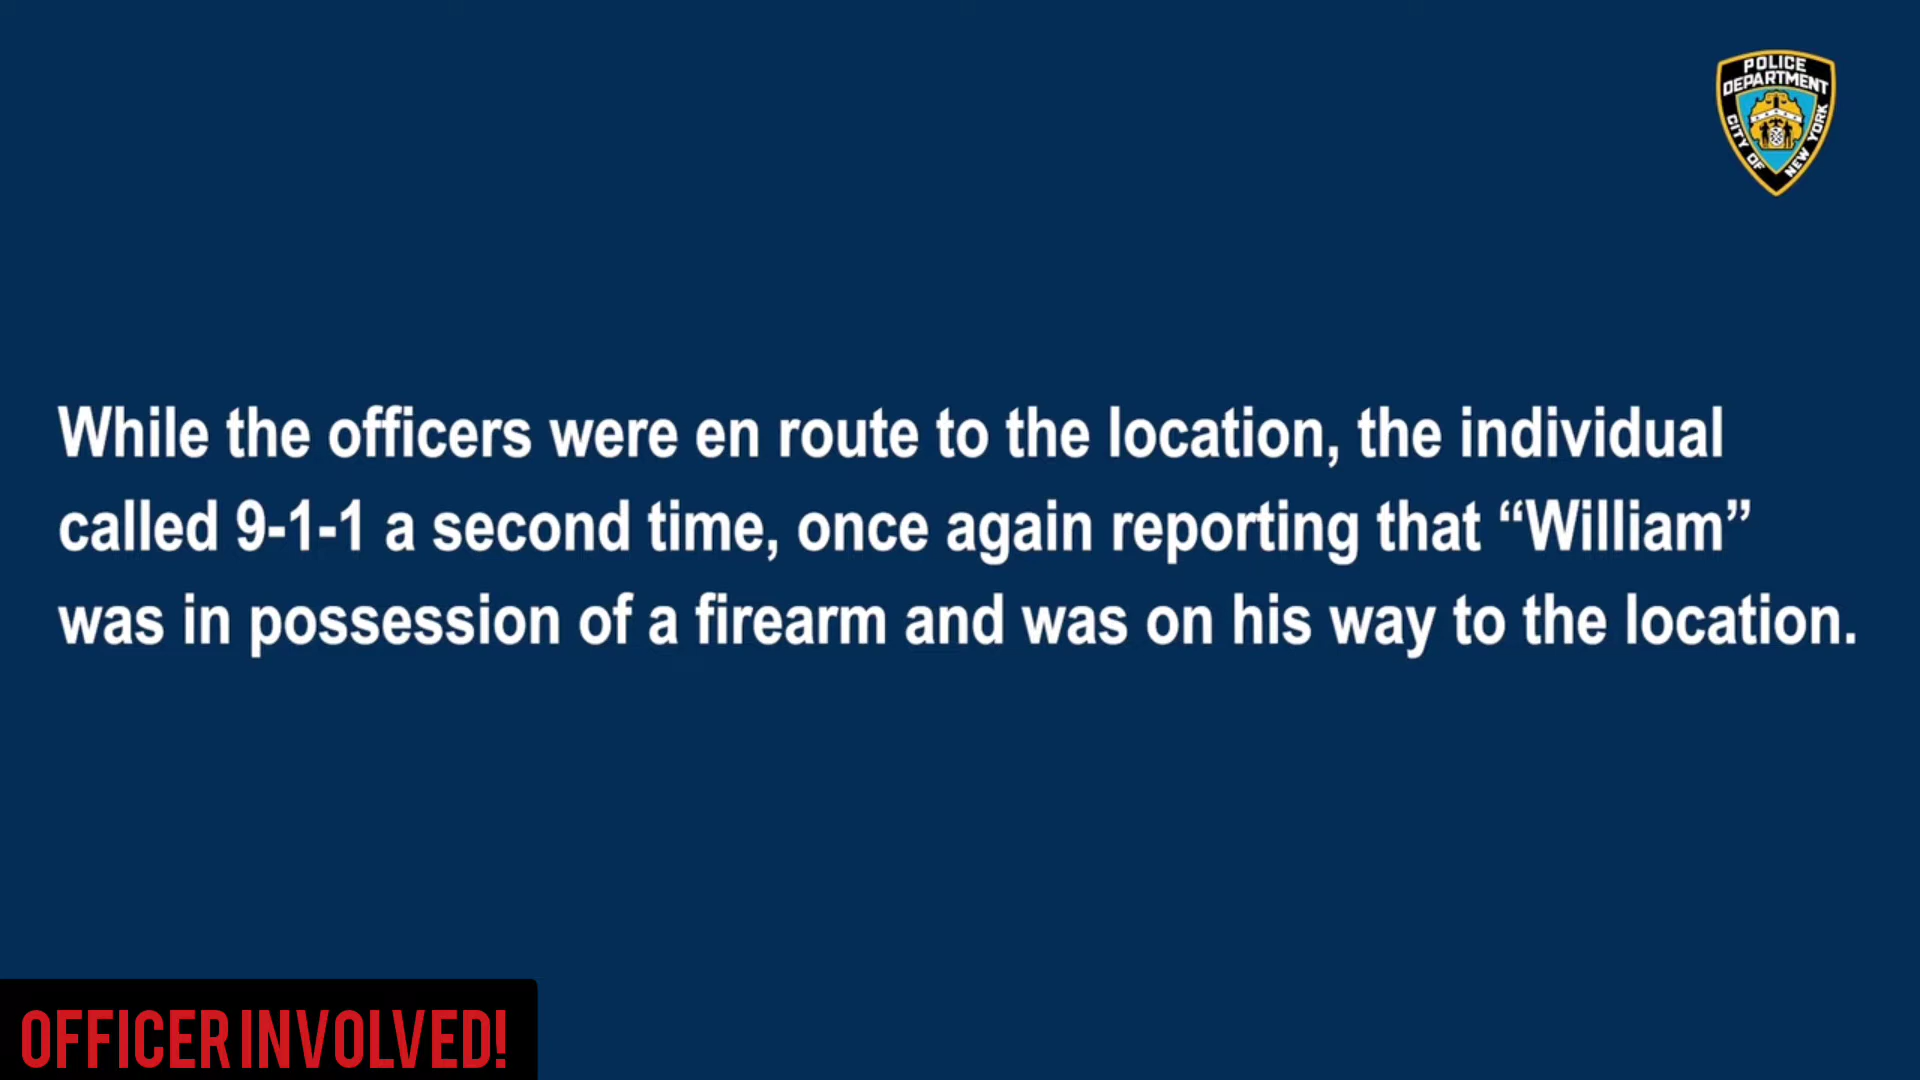 POLICE
DEPARTMENT
CITY OF
NEW YORK
While the officers were en route to the location, the individual
called 9-1-1 a second time, once again reporting that “William”
was in possession of a firearm and was on his way to the location.
OFFICER INVOLVED!